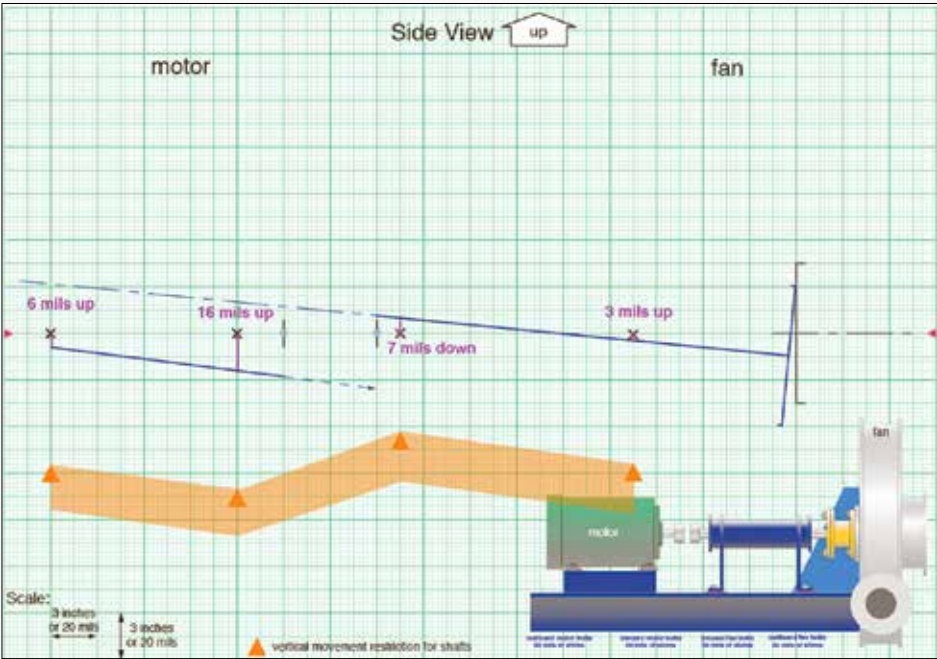 Side View
up
motor
fan
6 mils up
16 mils up
3 mils up
7 mils down
fan
motor
Scale:
3 inches
or 20 mils
3 inches
or 20 mils
vertical movement restriction for shafts